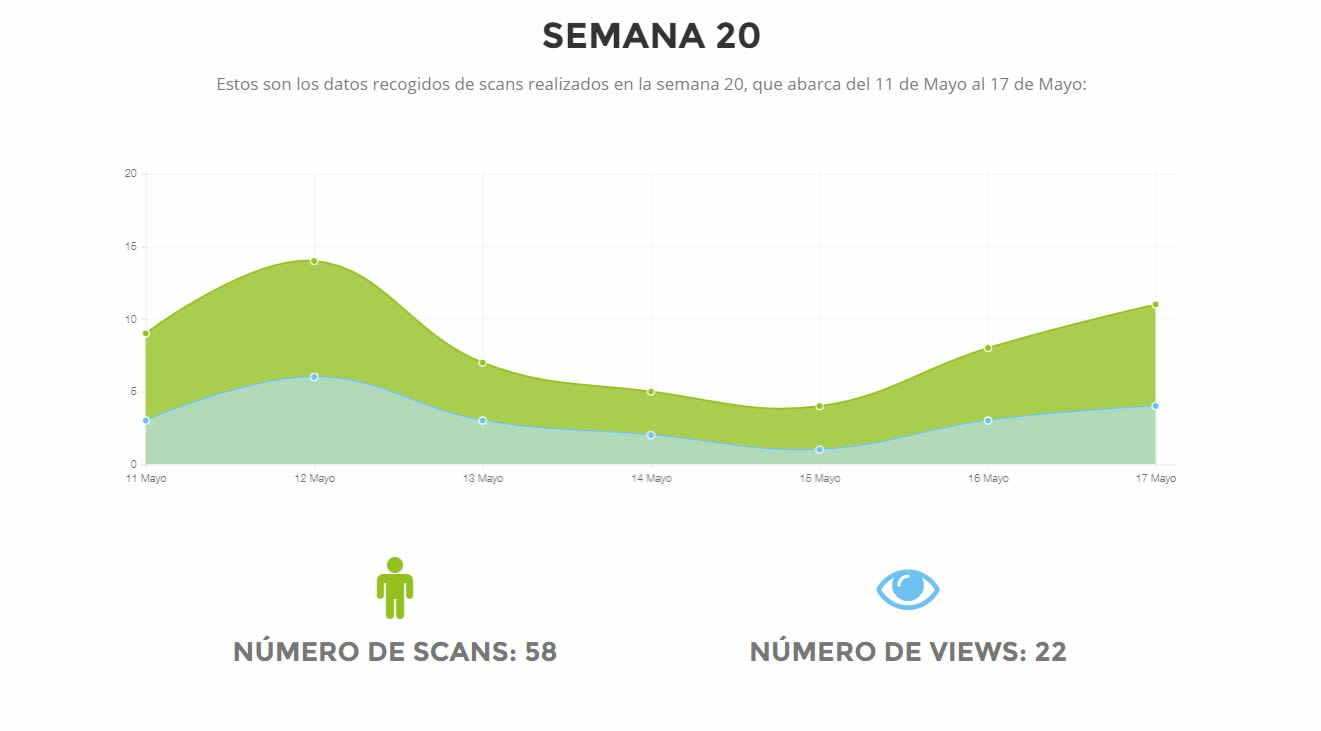 SEMANA 20
Estos son los datos recogidos de scans realizados en la semana 20, que abarca del 11 de Mayo al 17 de Mayo:
20
15
10
5
0
11 Mayo 12 Mayo 13 Mayo 14 Mayo 15 Mayo 16 Mayo 17 Mayo
NÚMERO DE SCANS: 58 NÚMERO DE VIEWS: 22